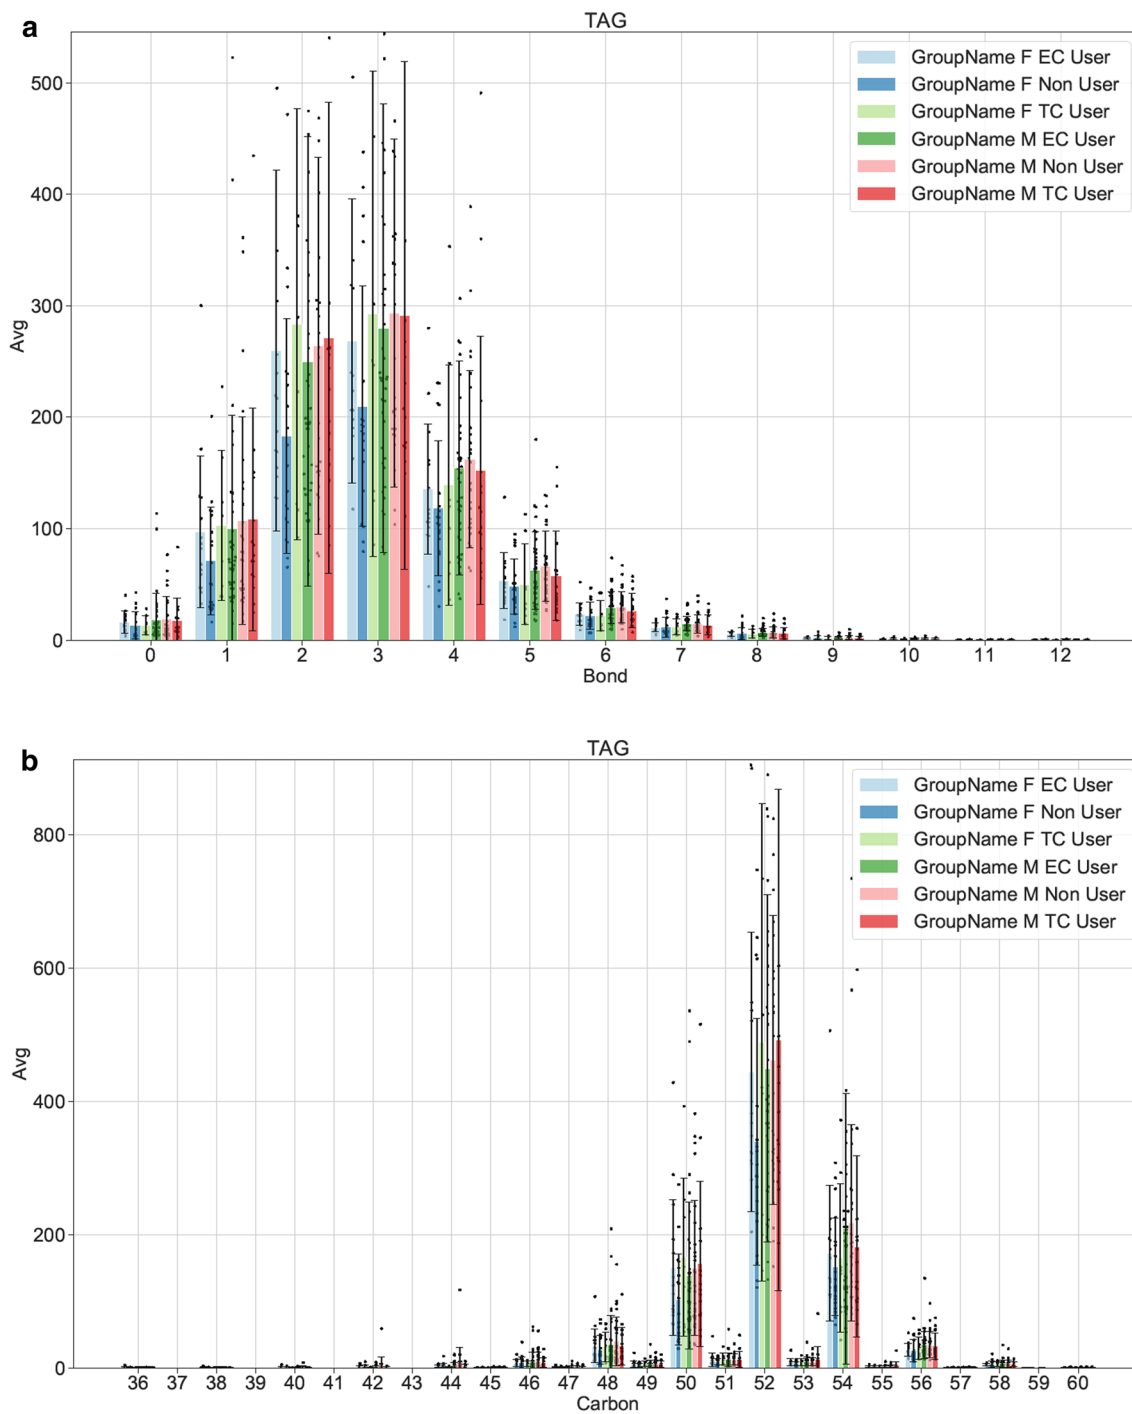 a
TAG
500
400
300
200
100
0
Avg
GroupName F EC User
GroupName F Non User
GroupName F TC User
GroupName M EC User
GroupName M Non User
GroupName M TC User
0 1 2 3 4 5 6 7 8 9 10 11 12
Bond
b
TAG
800
600
400
200
0
Avg
GroupName F EC User
GroupName F Non User
GroupName F TC User
GroupName M EC User
GroupName M Non User
GroupName M TC User
36 37 38 39 40 41 42 43 44 45 46 47 48 49 50 51 52 53 54 55 56 57 58 59 60
Carbon